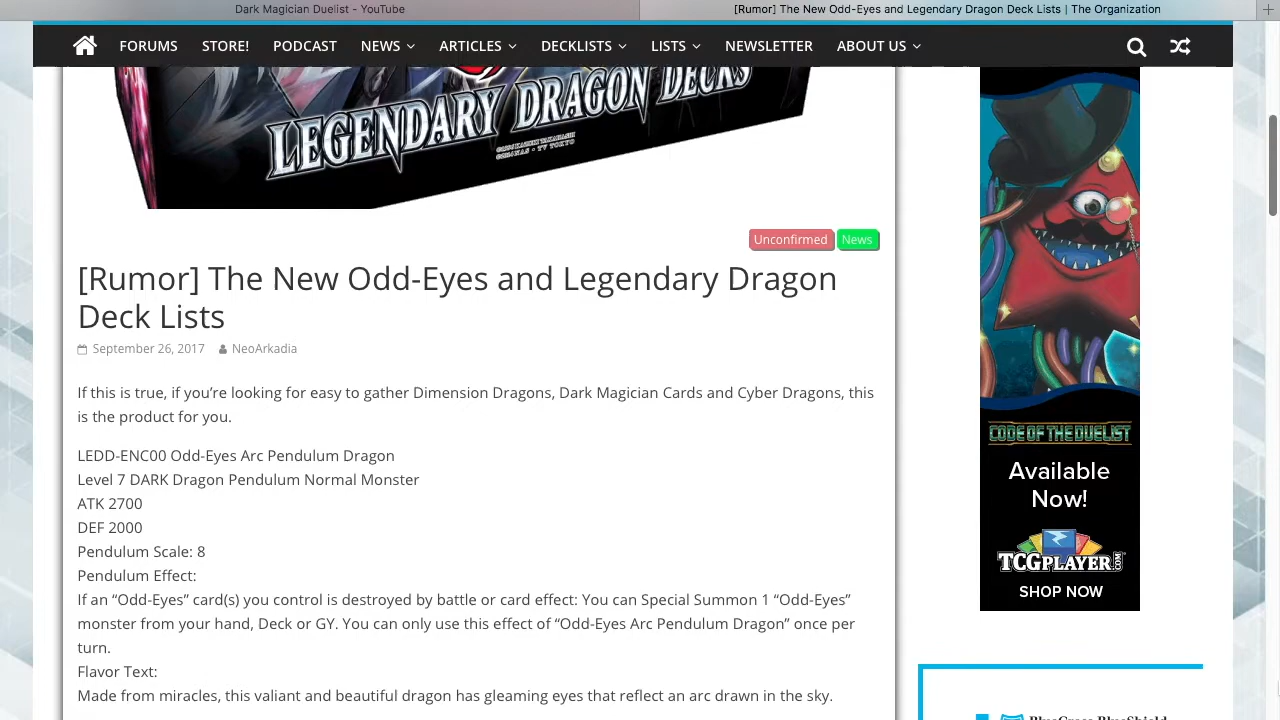 Dark Magician Duelist - YouTube
[Rumor] The New Odd-Eyes and Legendary Dragon Deck Lists | The Organization
FORUMS STORE! PODCAST NEWS ARTICLES DECKLISTS LISTS NEWSLETTER ABOUT US
LEGENDARY DRAGON DECKS
Unconfirmed News
[Rumor] The New Odd-Eyes and Legendary Dragon
Deck Lists
September 26, 2017 NeoArkadia
If this is true, if you’re looking for easy to gather Dimension Dragons, Dark Magician Cards and Cyber Dragons, this
is the product for you.
LEDD-ENC00 Odd-Eyes Arc Pendulum Dragon
Level 7 DARK Dragon Pendulum Normal Monster
ATK 2700
DEF 2000
Pendulum Scale: 8
Pendulum Effect:
If an “Odd-Eyes” card(s) you control is destroyed by battle or card effect: You can Special Summon 1 “Odd-Eyes”
monster from your hand, Deck or GY. You can only use this effect of “Odd-Eyes Arc Pendulum Dragon” once per
turn.
Flavor Text:
Made from miracles, this valiant and beautiful dragon has gleaming eyes that reflect an arc drawn in the sky.
CODE OF THE DUELIST
Available
Now!
TCGPLAYER.COM
SHOP NOW
BlueCross BlueShield